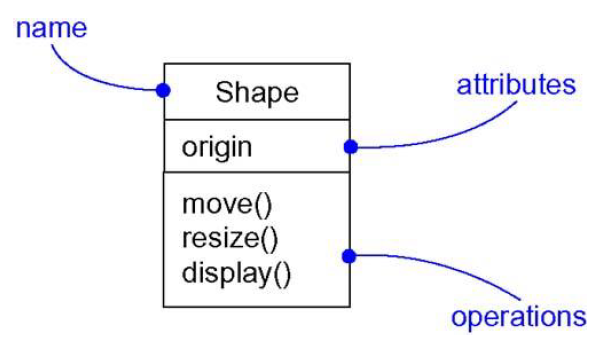 name
Shape
attributes
origin
move()
resize()
display()
operations